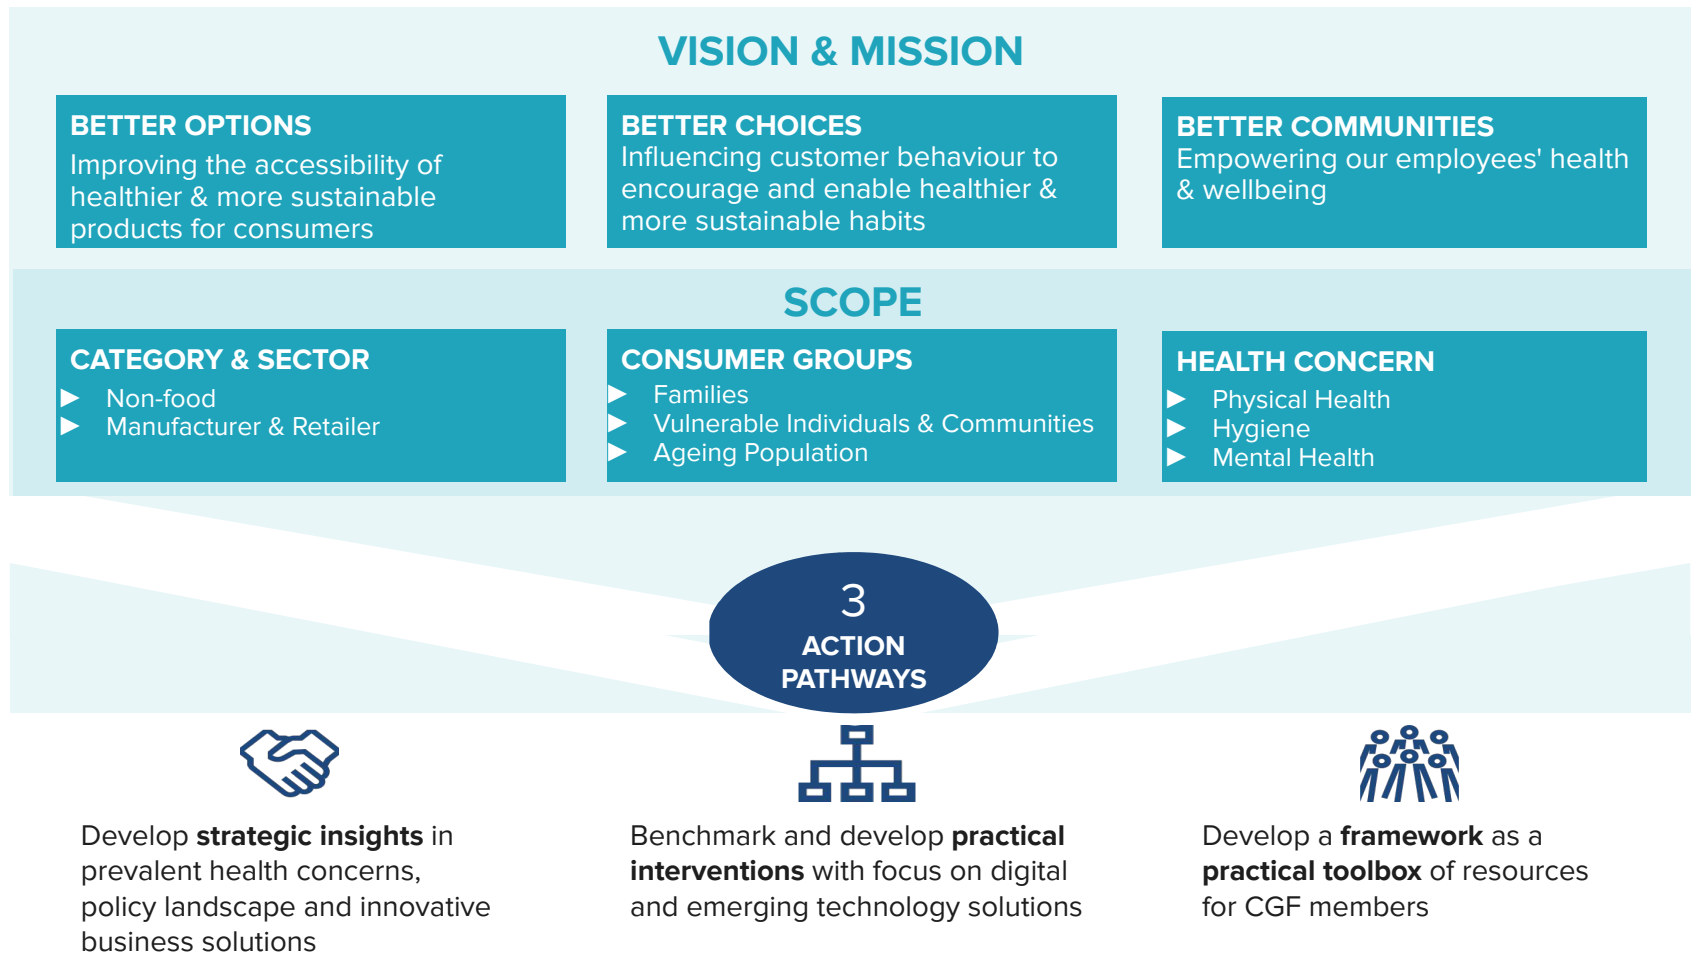 VISION & MISSION
BETTER OPTIONS
Improving the accessibility of
healthier & more sustainable
products for consumers
BETTER CHOICES
Influencing customer behaviour to
encourage and enable healthier &
more sustainable habits
BETTER COMMUNITIES
Empowering our employees' health
& wellbeing
SCOPE
CATEGORY & SECTOR
► Non-food
► Manufacturer & Retailer
CONSUMER GROUPS
► Families
► Vulnerable Individuals & Communities
► Ageing Population
HEALTH CONCERN
► Physical Health
► Hygiene
► Mental Health
3
ACTION
PATHWAYS
Develop strategic insights in
prevalent health concerns,
policy landscape and innovative
business solutions
Benchmark and develop practical
interventions with focus on digital
and emerging technology solutions
Develop a framework as a
practical toolbox of resources
for CGF members